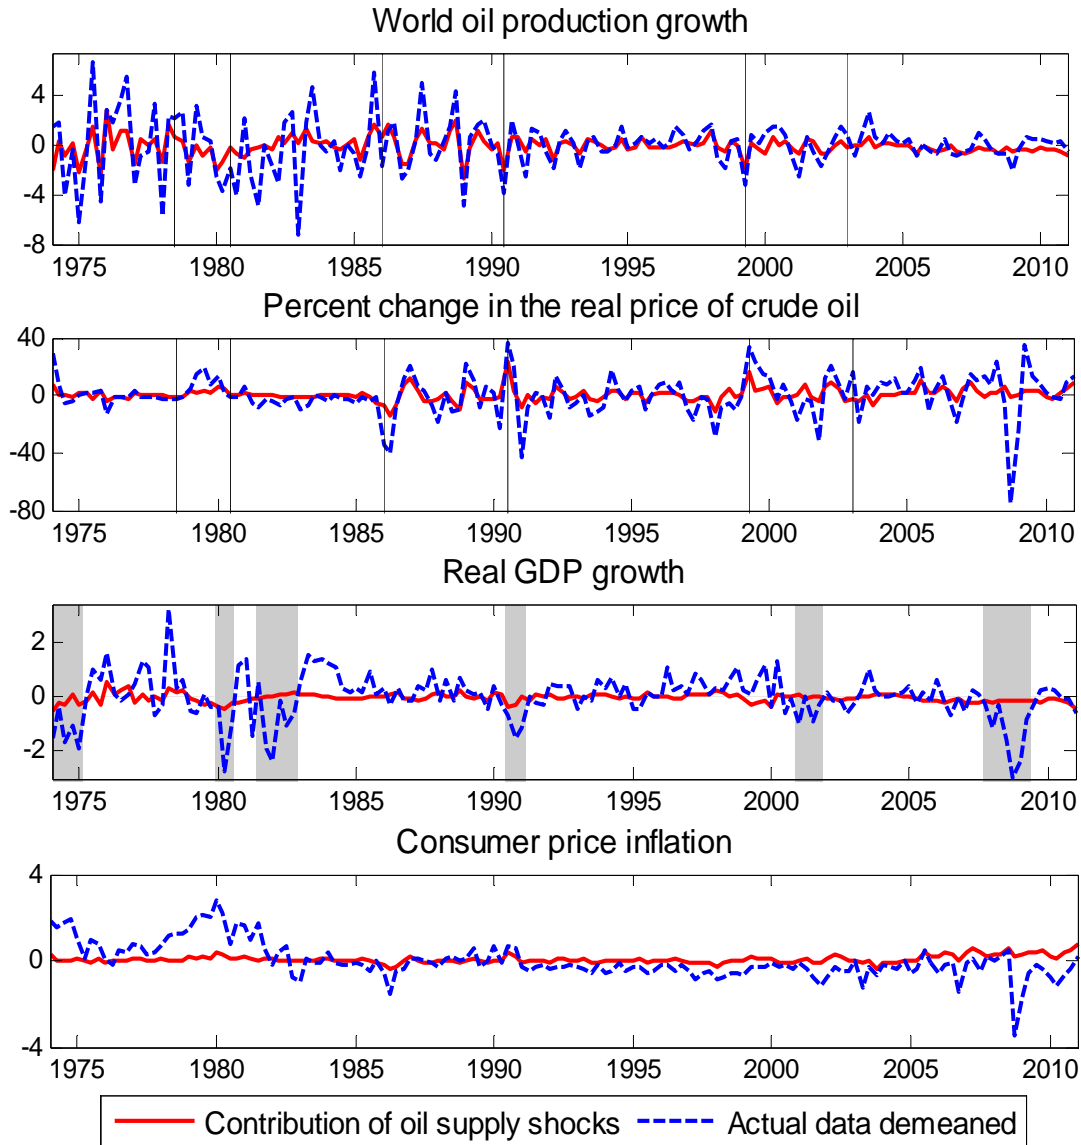 World oil production growth
4
0
-4
-8
1975 1980 1985 1990 1995 2000 2005 2010
Percent change in the real price of crude oil
40
0
-40
-80
1975 1980 1985 1990 1995 2000 2005 2010
Real GDP growth
2
0
-2
1975 1980 1985 1990 1995 2000 2005 2010
Consumer price inflation
4
0
-4
1975 1980 1985 1990 1995 2000 2005 2010
Contribution of oil supply shocks Actual data demeaned